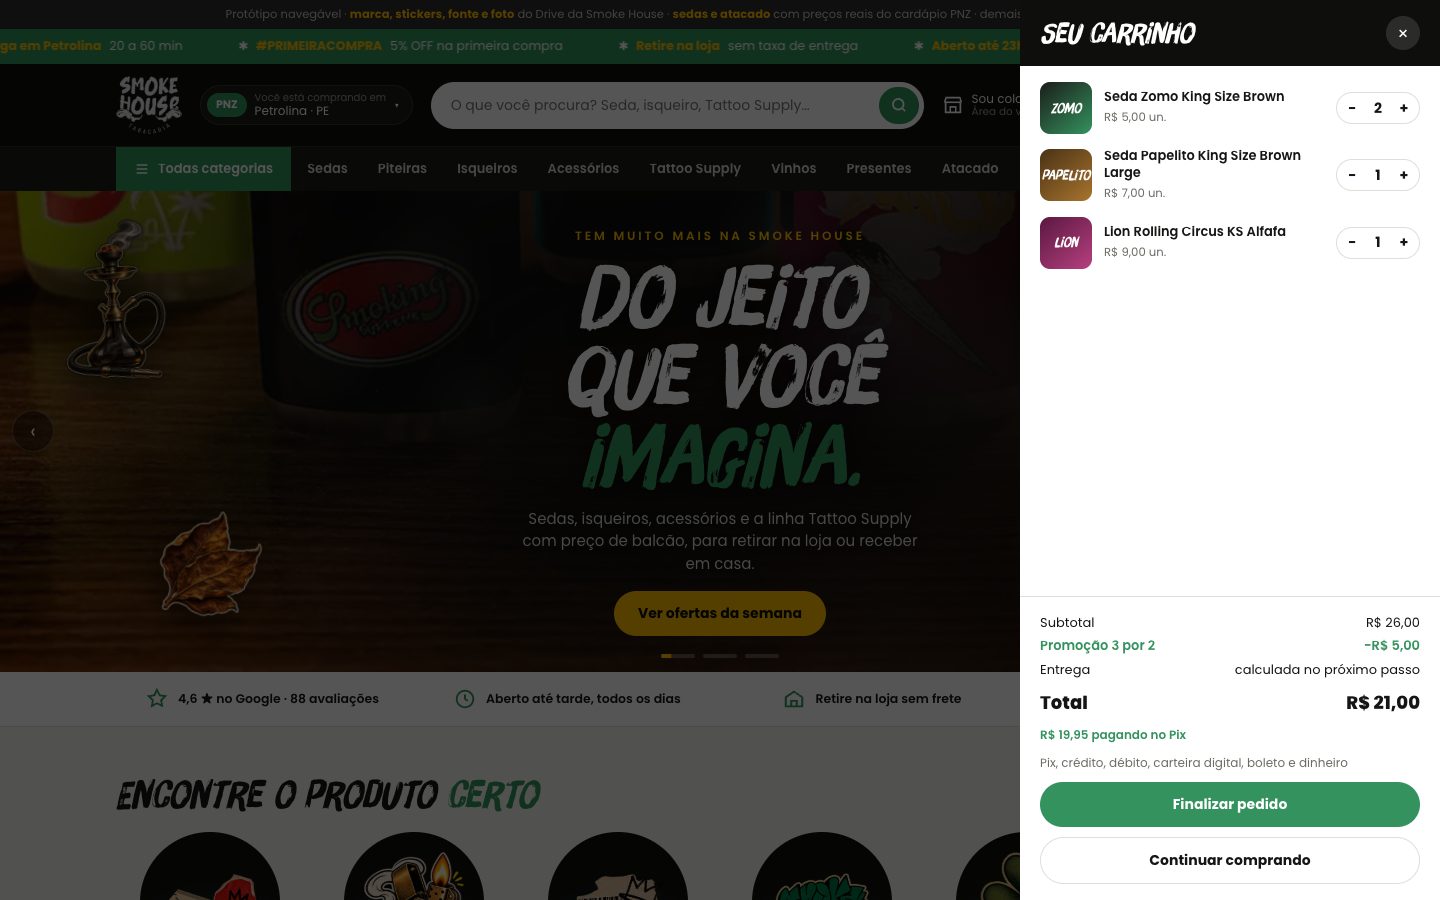 Protótipo navegável · marca, stickers, fonte e foto do Drive da Smoke House · sedas e atacado com preços reais do cardápio PNZ · demais
ga em Petrolina 20 a 60 min ✱ #PRIMEIRACOMPRA 5% OFF na primeira compra ✱ Retire na loja sem taxa de entrega ✱ Aberto até 23h
SMOKE
HOUSE
TABACARIA
PNZ
Você está comprando em
Petrolina · PE
O que você procura? Seda, isqueiro, Tattoo Supply...
Sou
Área do
Todas categorias Sedas Piteiras Isqueiros Acessórios Tattoo Supply Vinhos Presentes Atacado
Smoking
TEM MUITO MAIS NA SMOKE HOUSE
DO JEITO
QUE VOCÊ
IMAGINA.
Sedas, isqueiros, acessórios e a linha Tattoo Supply
com preço de balcão, para retirar na loja ou receber
em casa.
Ver ofertas da semana
4,6 ★ no Google · 88 avaliações
Aberto até tarde, todos os dias
Retire na loja sem frete
ENCONTRE O PRODUTO CERTO
SEU CARRINHO
×
ZOMO
Seda Zomo King Size Brown
R$ 5,00 un.
- 2 +
PAPELITO
Seda Papelito King Size Brown
Large
R$ 7,00 un.
- 1 +
LION
Lion Rolling Circus KS Alfafa
R$ 9,00 un.
- 1 +
Subtotal R$ 26,00
Promoção 3 por 2 -R$ 5,00
Entrega calculada no próximo passo
Total R$ 21,00
R$ 19,95 pagando no Pix
Pix, crédito, débito, carteira digital, boleto e dinheiro
Finalizar pedido
Continuar comprando